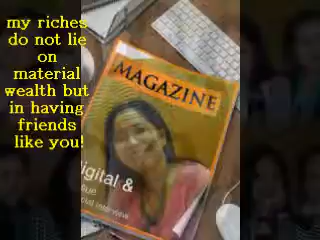 my riches
do not lie
on
material
wealth but
in having
friends
like you!
MAGAZINE
igital &